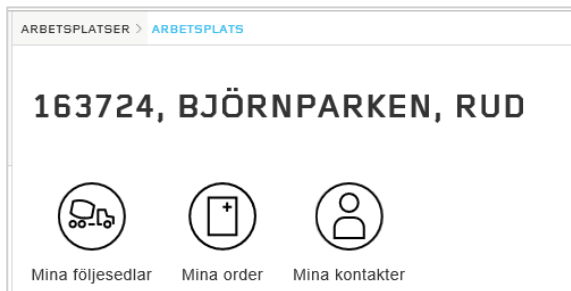 ARBETSPLATSER > ARBETSPLATS
163724, BJÖRNPARKEN, RUD
Mina följesedlar Mina order Mina kontakter